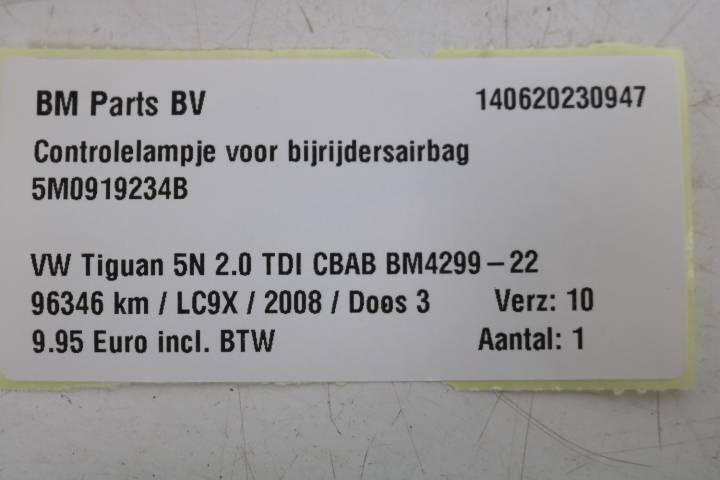 BM Parts BV 140620230947
Controlelampje voor bijrijdersairbag
5M0919234B
VW Tiguan 5N 2.0 TDI CBAB BM4299-22
96346 km / LC9X / 2008 / Doos 3 Verz: 10
9.95 Euro incl. BTW Aantal: 1